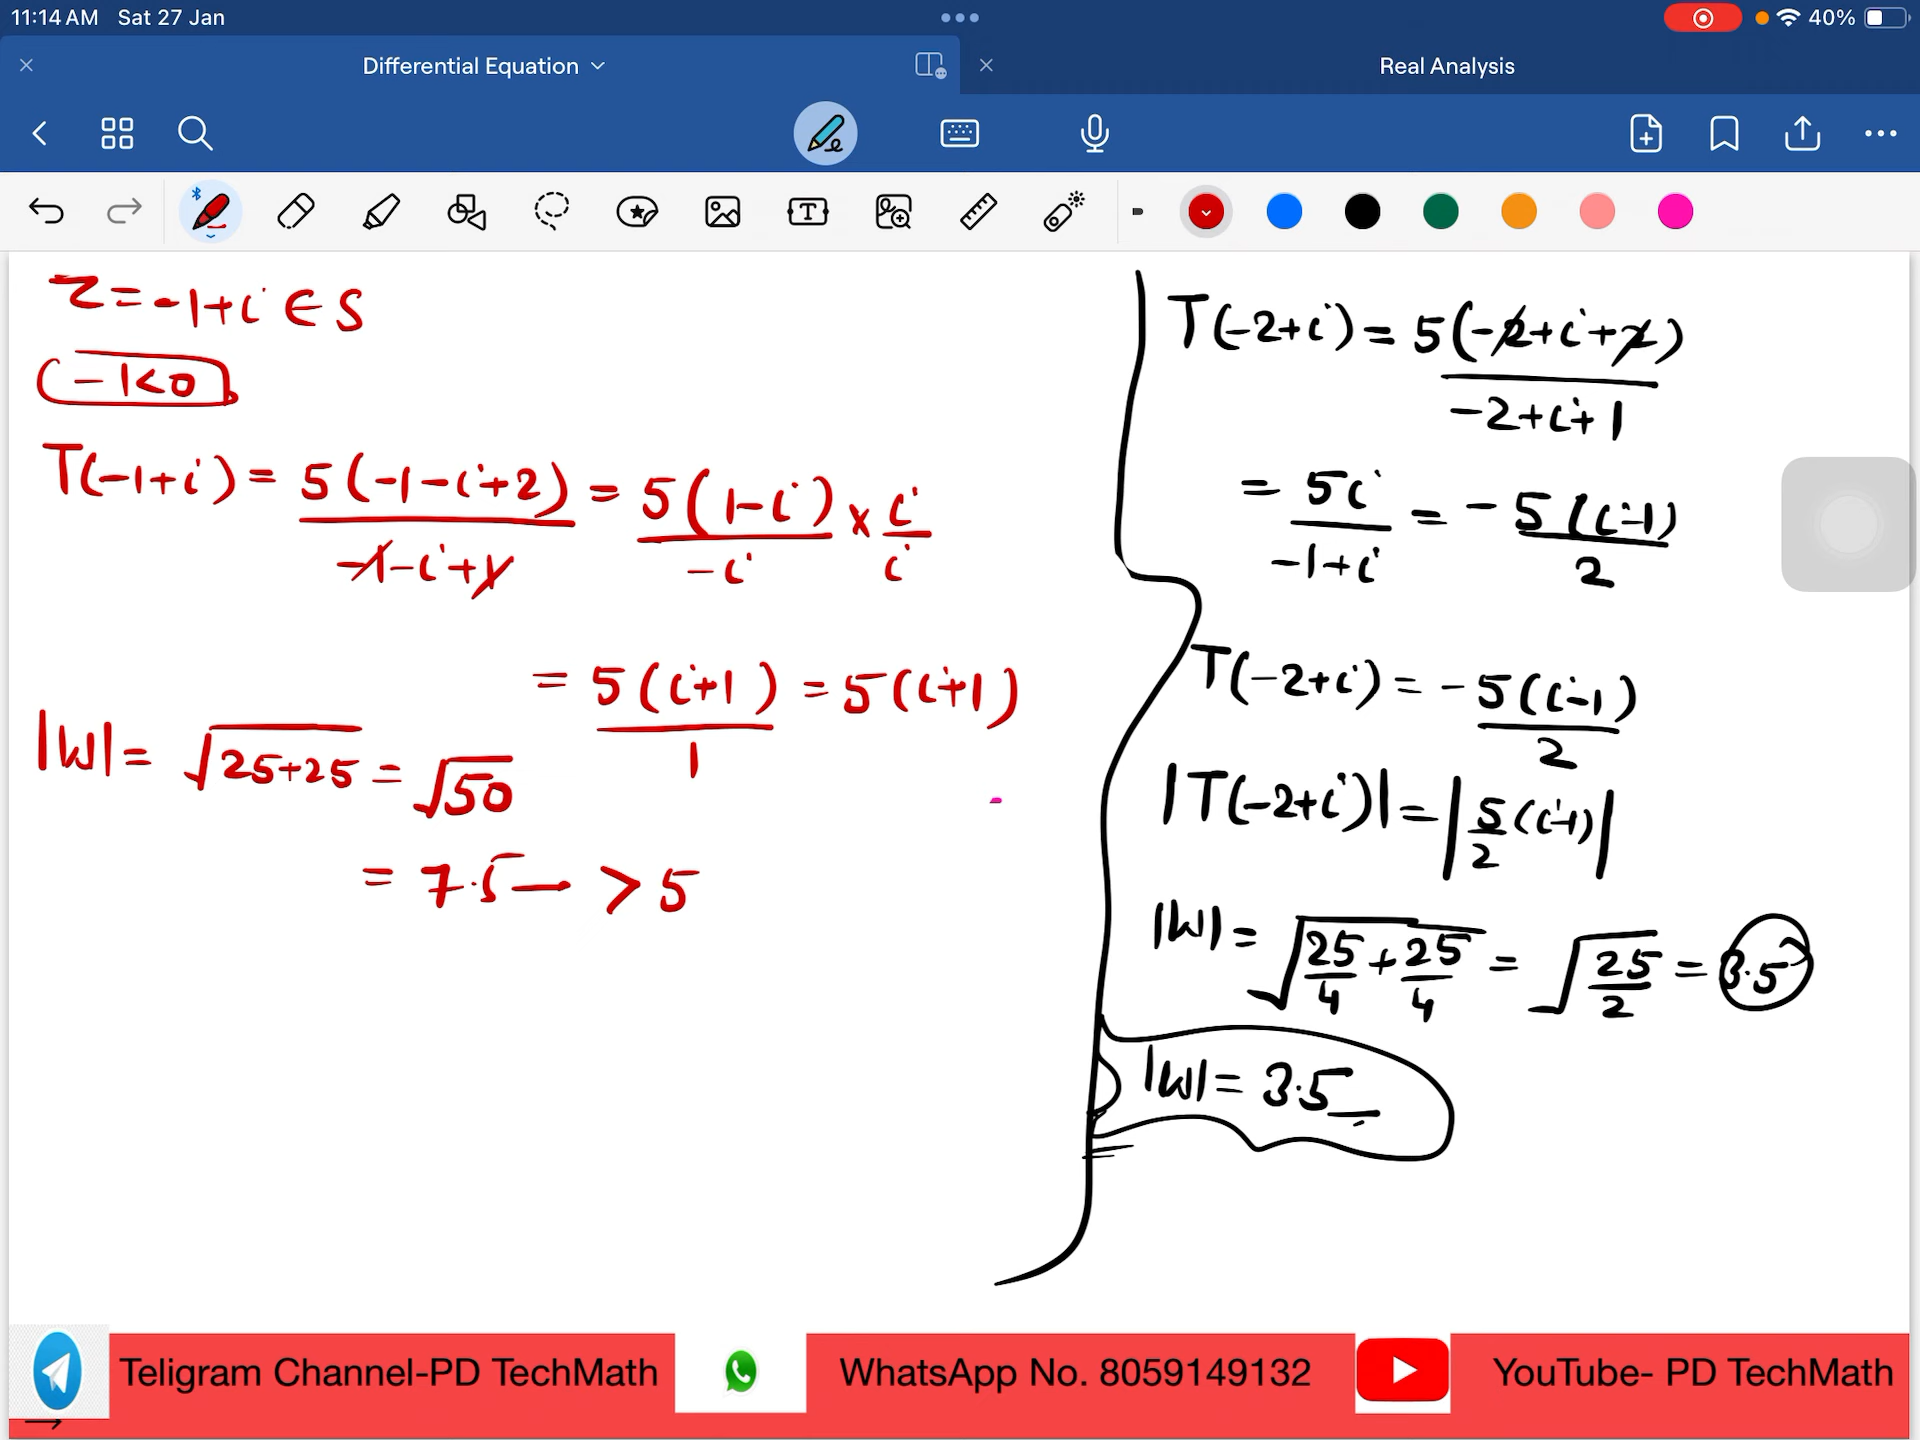 11:14 AM Sat 27 Jan
40%
Differential Equation
Real Analysis
z = -1+i ∈ S
(-1<0)
T(-1+i) = 5(-1-i+2)/(-1-i+1) = 5(1-i)/(-i) × i/i
= 5(i+1)/1 = 5(i+1)
|W| = √(25+25) = √50
= 7.5— > 5
T(-2+i) = 5(-2+i+2)/(-2+i+1)
= 5i/(-1+i) = -5(i-1)/2
T(-2+i) = -5(i-1)/2
|T(-2+i)| = |5/2(i-1)|
|W| = √(25/4+25/4) = √(25/2) = 3.5
|W| = 3.5—
Teligram Channel-PD TechMath
WhatsApp No. 8059149132
YouTube- PD TechMath